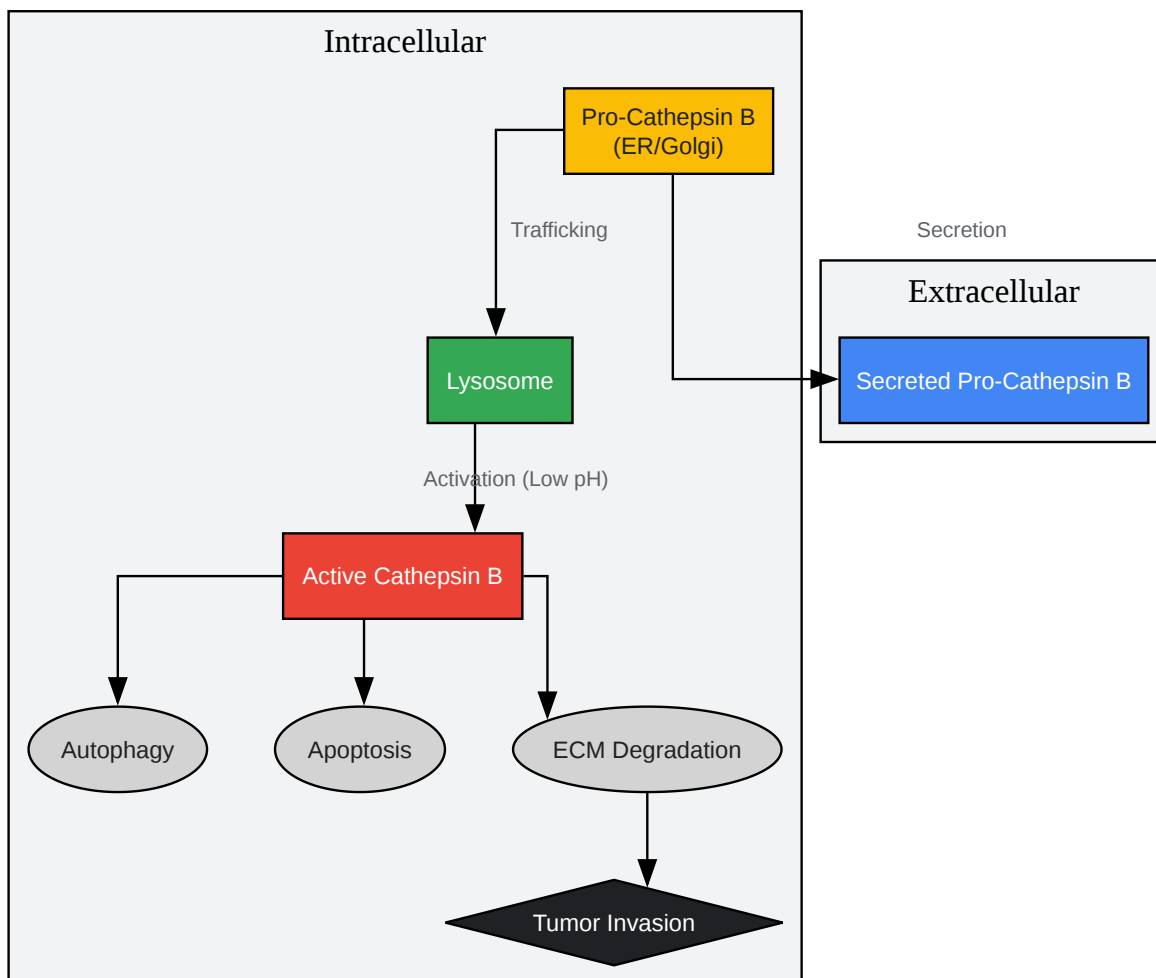 Intracellular
Pro-Cathepsin B
(ER/Golgi)
Trafficking
Secretion
Extracellular
Lysosome
Secreted Pro-Cathepsin B
Activation (Low pH)
Active Cathepsin B
Autophagy
Apoptosis
ECM Degradation
Tumor Invasion